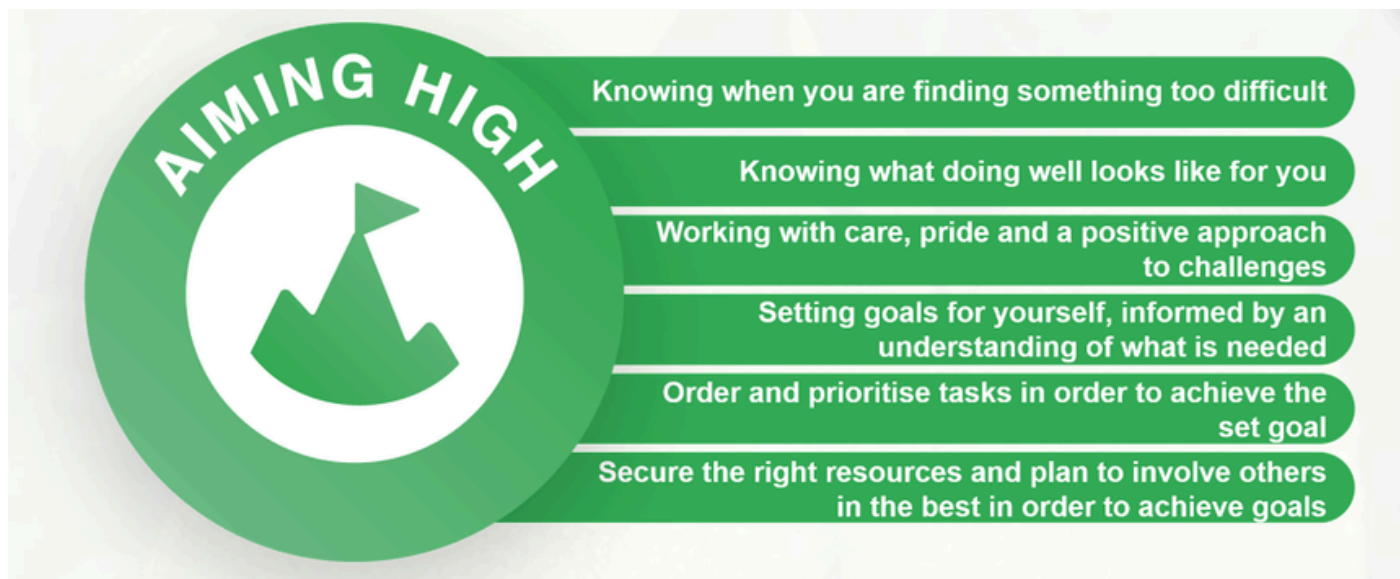 AIMING HIGH
Knowing when you are finding something too difficult
Knowing what doing well looks like for you
Working with care, pride and a positive approach
to challenges
Setting goals for yourself, informed by an
understanding of what is needed
Order and prioritise tasks in order to achieve the
set goal
Secure the right resources and plan to involve others
in the best in order to achieve goals